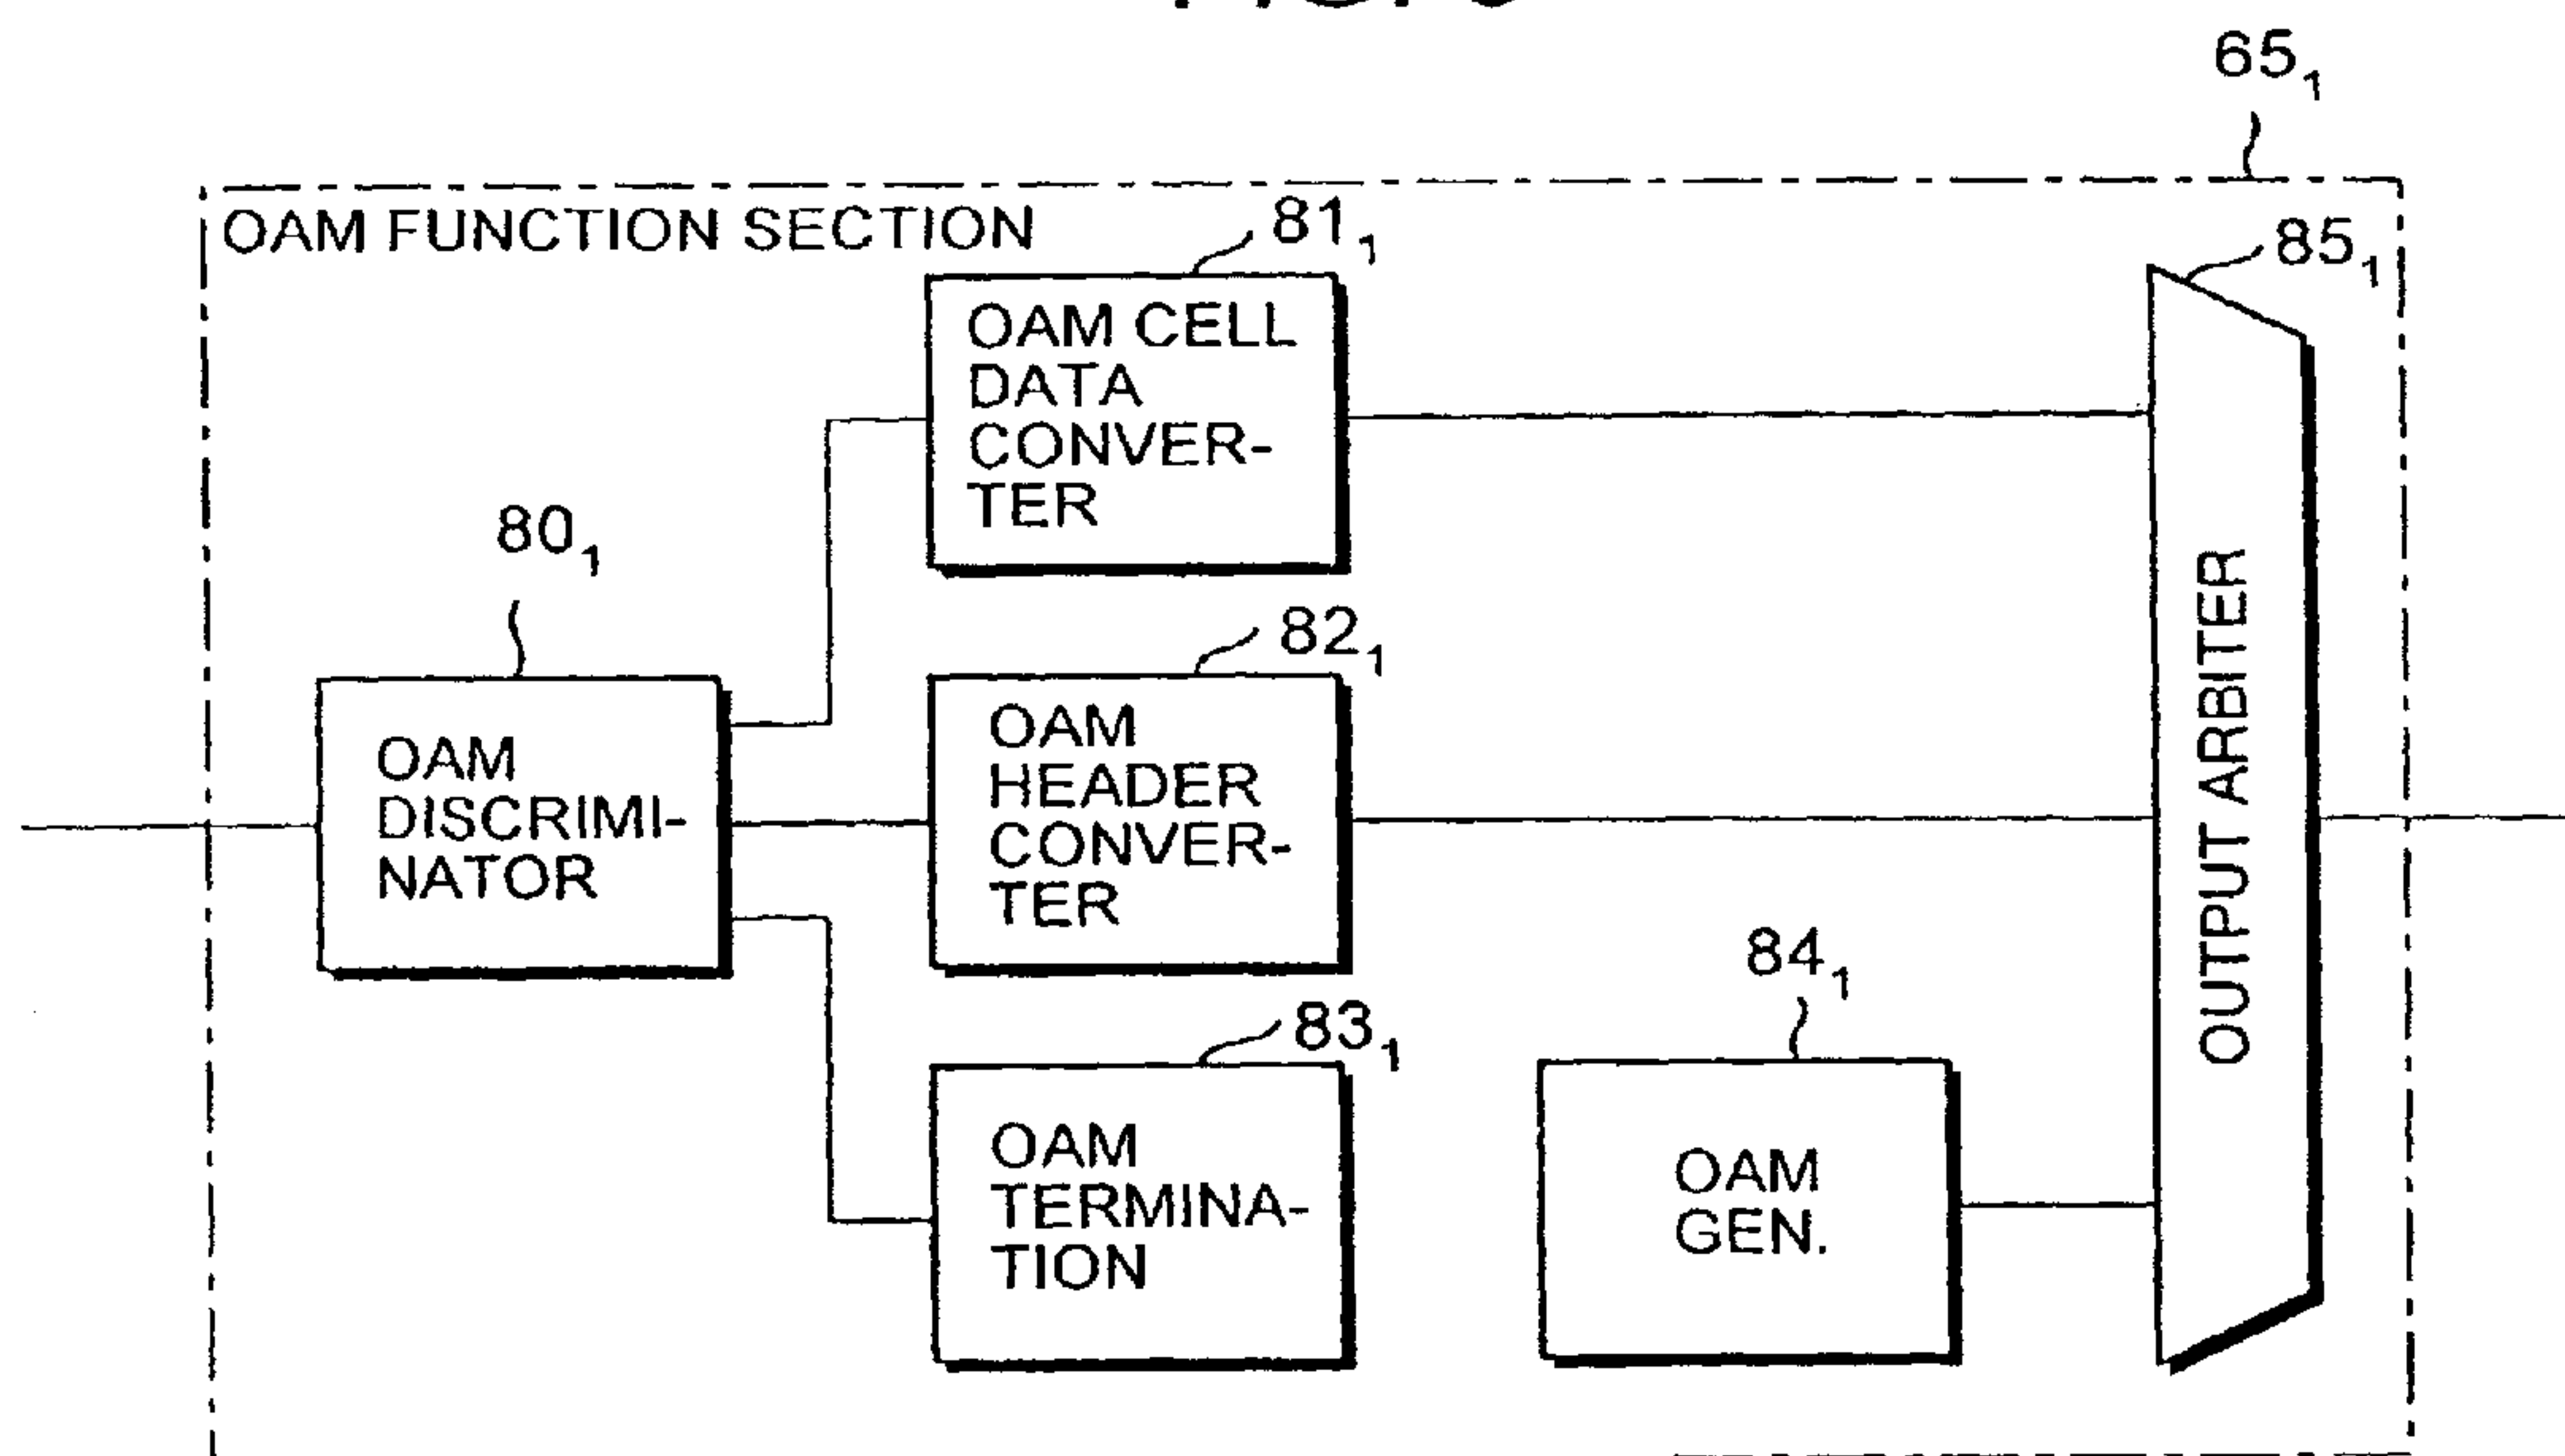 65₁
OAM FUNCTION SECTION
81₁
85₁
OAM CELL
DATA
CONVER-
TER
80₁
82₁
OAM
DISCRIMI-
NATOR
OAM
HEADER
CONVER-
TER
OUTPUT ARBITER
84₁
83₁
OAM
TERMINA-
TION
OAM
GEN.